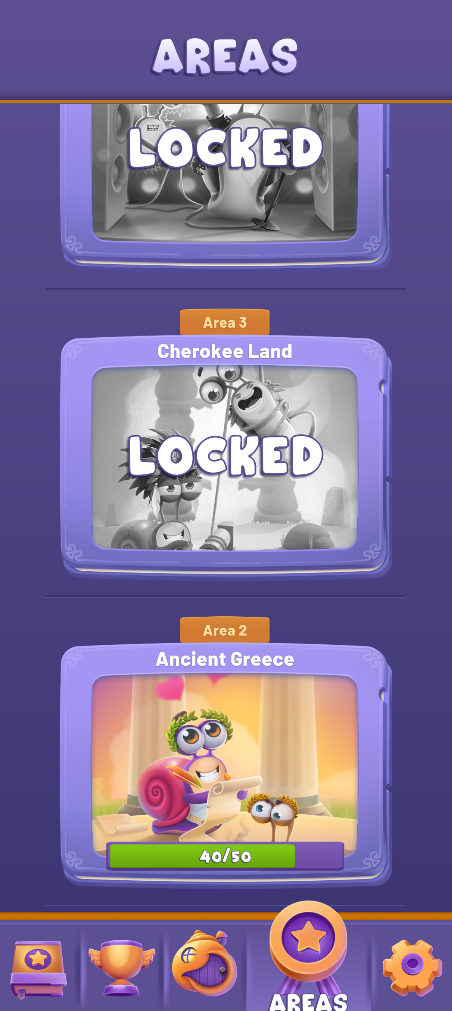 AREAS
LOCKED
Area 3
Cherokee Land
LOCKED
Area 2
Ancient Greece
40/50
AREAS